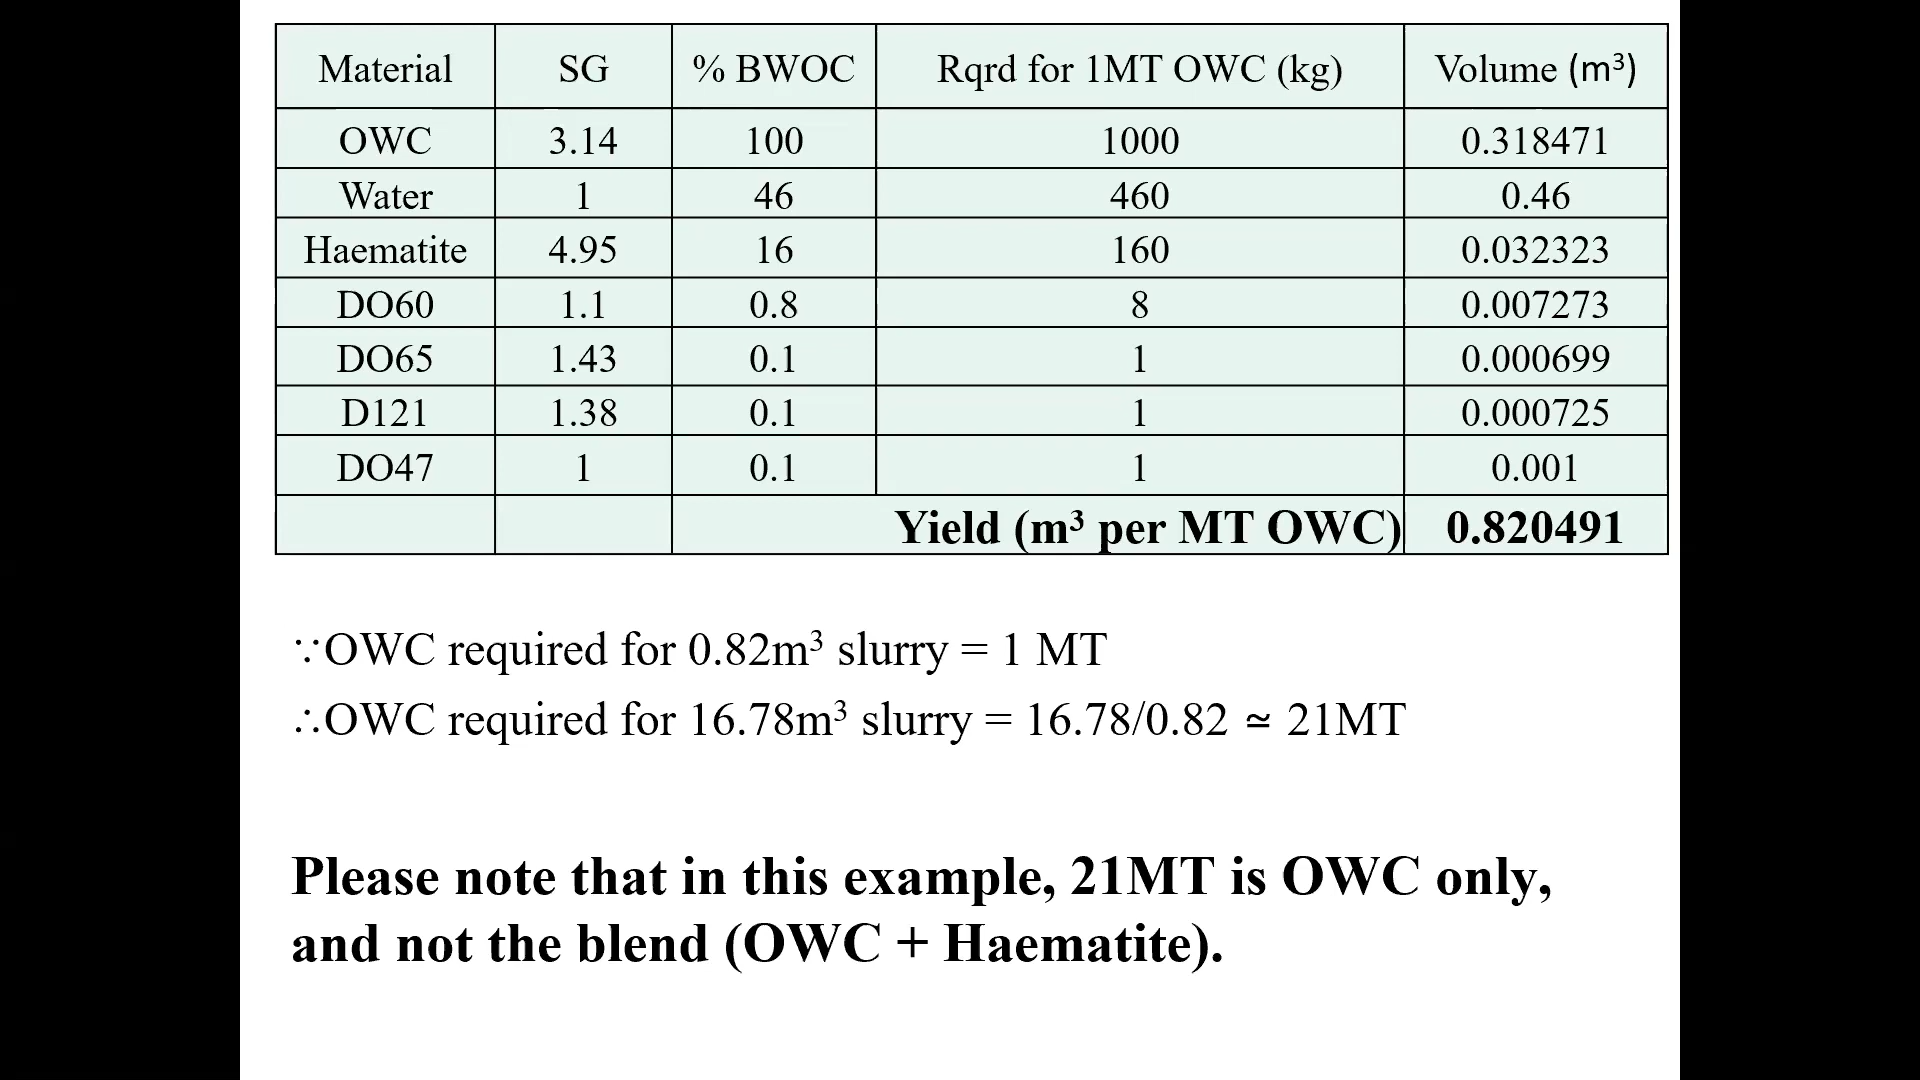 Material SG % BWOC Rqrd for 1MT OWC (kg) Volume (m³)
OWC 3.14 100 1000 0.318471
Water 1 46 460 0.46
Haematite 4.95 16 160 0.032323
DO60 1.1 0.8 8 0.007273
DO65 1.43 0.1 1 0.000699
D121 1.38 0.1 1 0.000725
DO47 1 0.1 1 0.001
Yield (m³ per MT OWC) 0.820491
∵OWC required for 0.82m³ slurry = 1 MT
∴OWC required for 16.78m³ slurry = 16.78/0.82 ≃ 21MT
Please note that in this example, 21MT is OWC only,
and not the blend (OWC + Haematite).